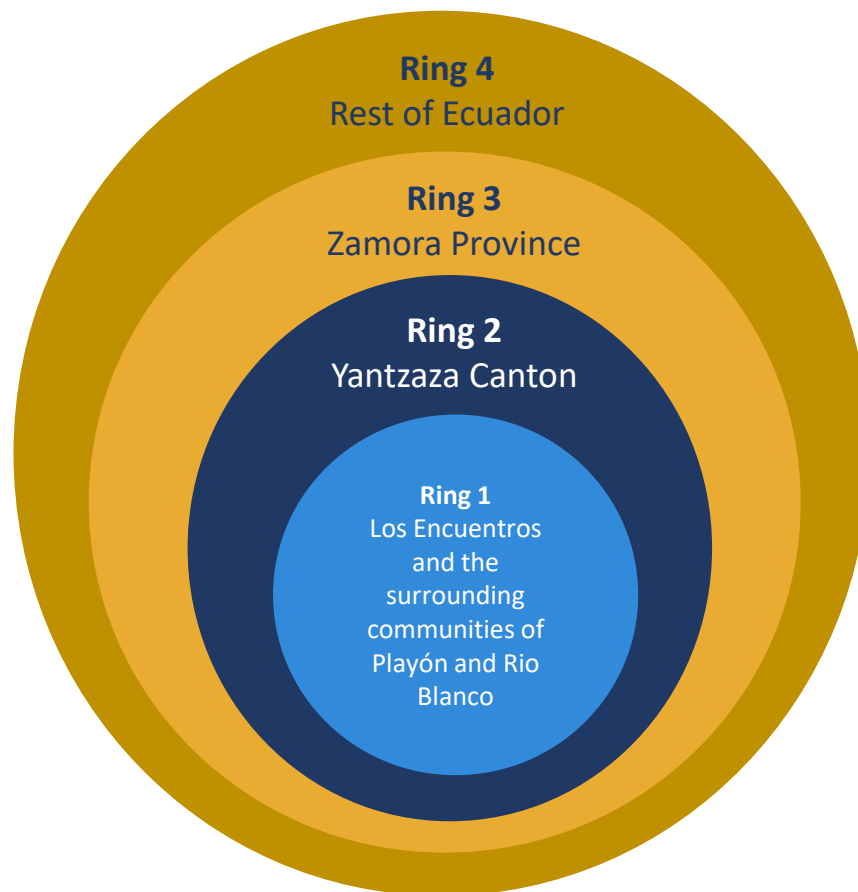 Ring 4
Rest of Ecuador
Ring 3
Zamora Province
Ring 2
Yantzaza Canton
Ring 1
Los Encuentros
and the
surrounding
communities of
Playón and Rio
Blanco